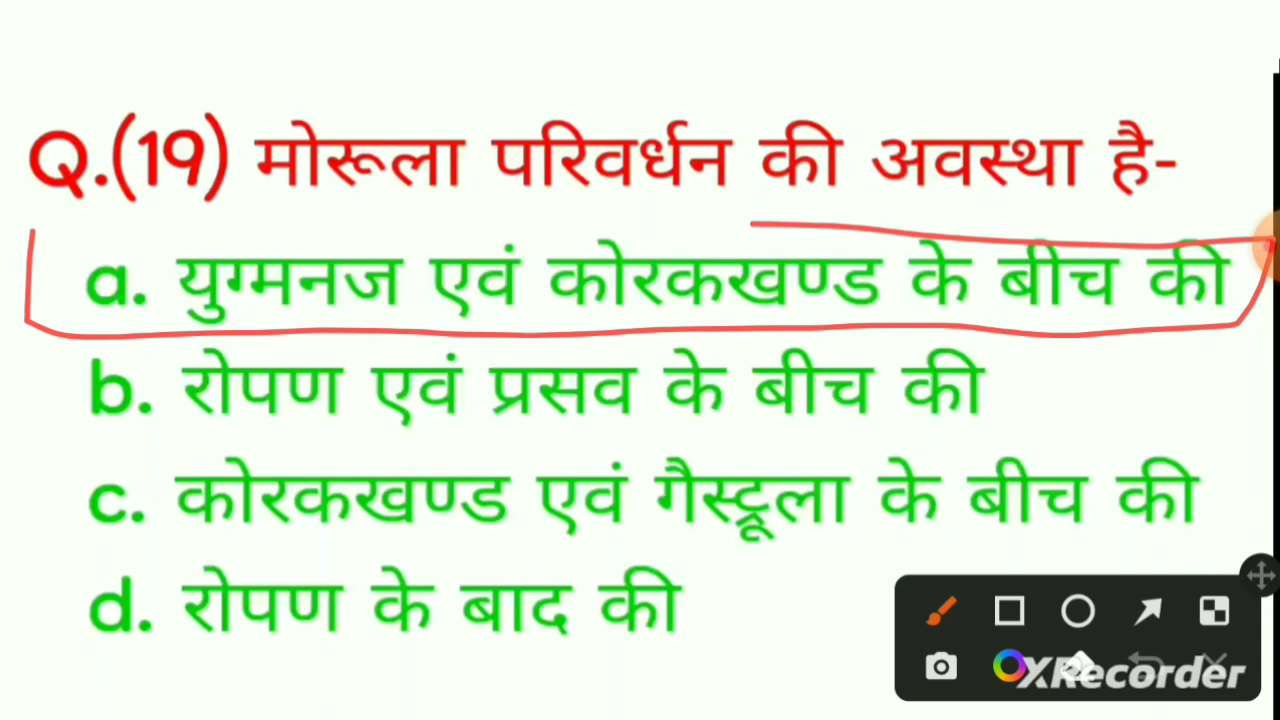 Q.(19) मोरूला परिवर्धन की अवस्था है-
a. युग्मनज एवं कोरकखण्ड के बीच की
b. रोपण एवं प्रसव के बीच की
c. कोरकखण्ड एवं गैस्ट्रूला के बीच की
d. रोपण के बाद की
XRecorder